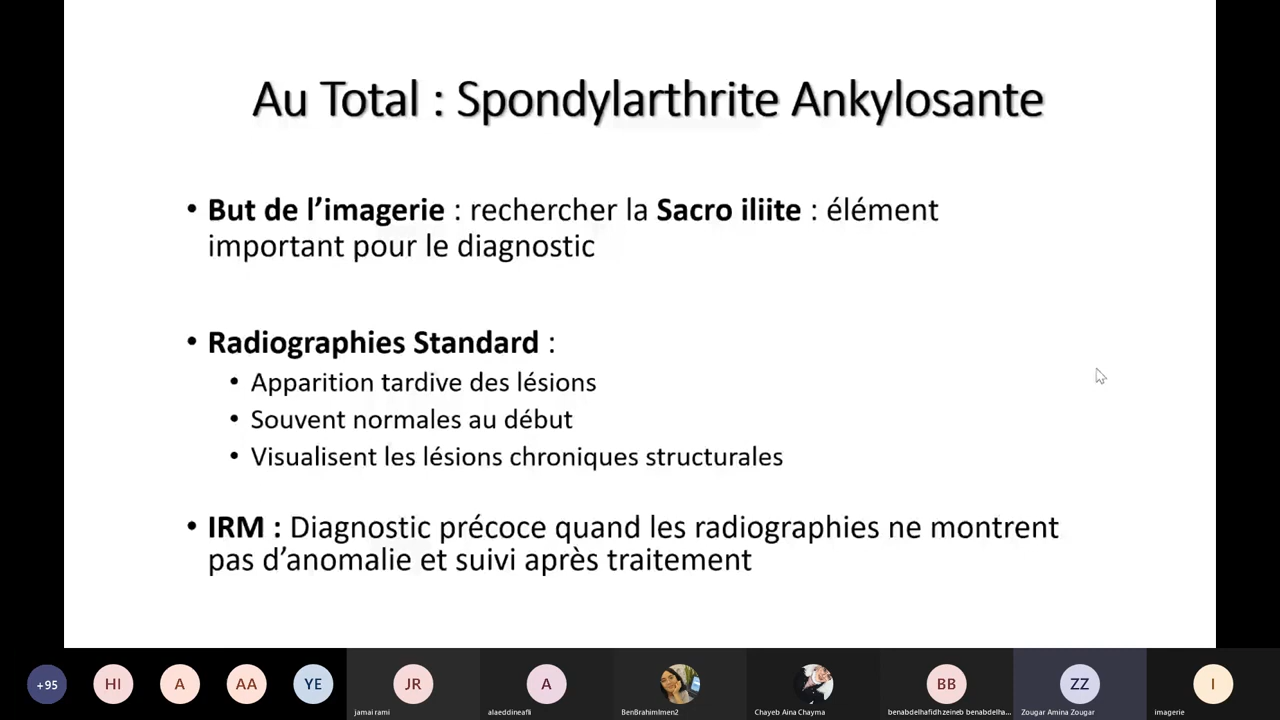 Au Total : Spondylarthrite Ankylosante
• But de l’imagerie : rechercher la Sacro iliite : élément
important pour le diagnostic
• Radiographies Standard :
• Apparition tardive des lésions
• Souvent normales au début
• Visualisent les lésions chroniques structurales
• IRM : Diagnostic précoce quand les radiographies ne montrent
pas d’anomalie et suivi après traitement
+95
HI
A
AA
YE
JR
A
BB
ZZ
I
jamai rami
alaeddineafli
BenBrahimImen2
Chayeb Aina Chayma
benabdelhafidhzeineb benabdelha...
Zougar Amina Zougar
imagerie